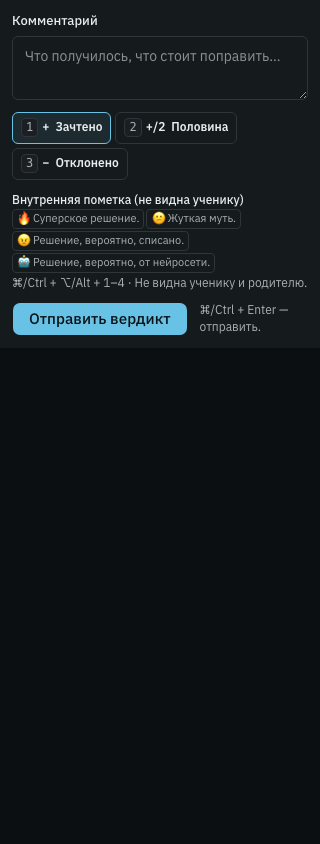 Комментарий
Что получилось, что стоит поправить…
1 + Зачтено 2 +/2 Половина
3 − Отклонено
Внутренняя пометка (не видна ученику)
🔥 Суперское решение. 😕 Жуткая муть.
😠 Решение, вероятно, списано.
🤖 Решение, вероятно, от нейросети.
⌘/Ctrl + ⌥/Alt + 1–4 · Не видна ученику и родителю.
Отправить вердикт
⌘/Ctrl + Enter —
отправить.